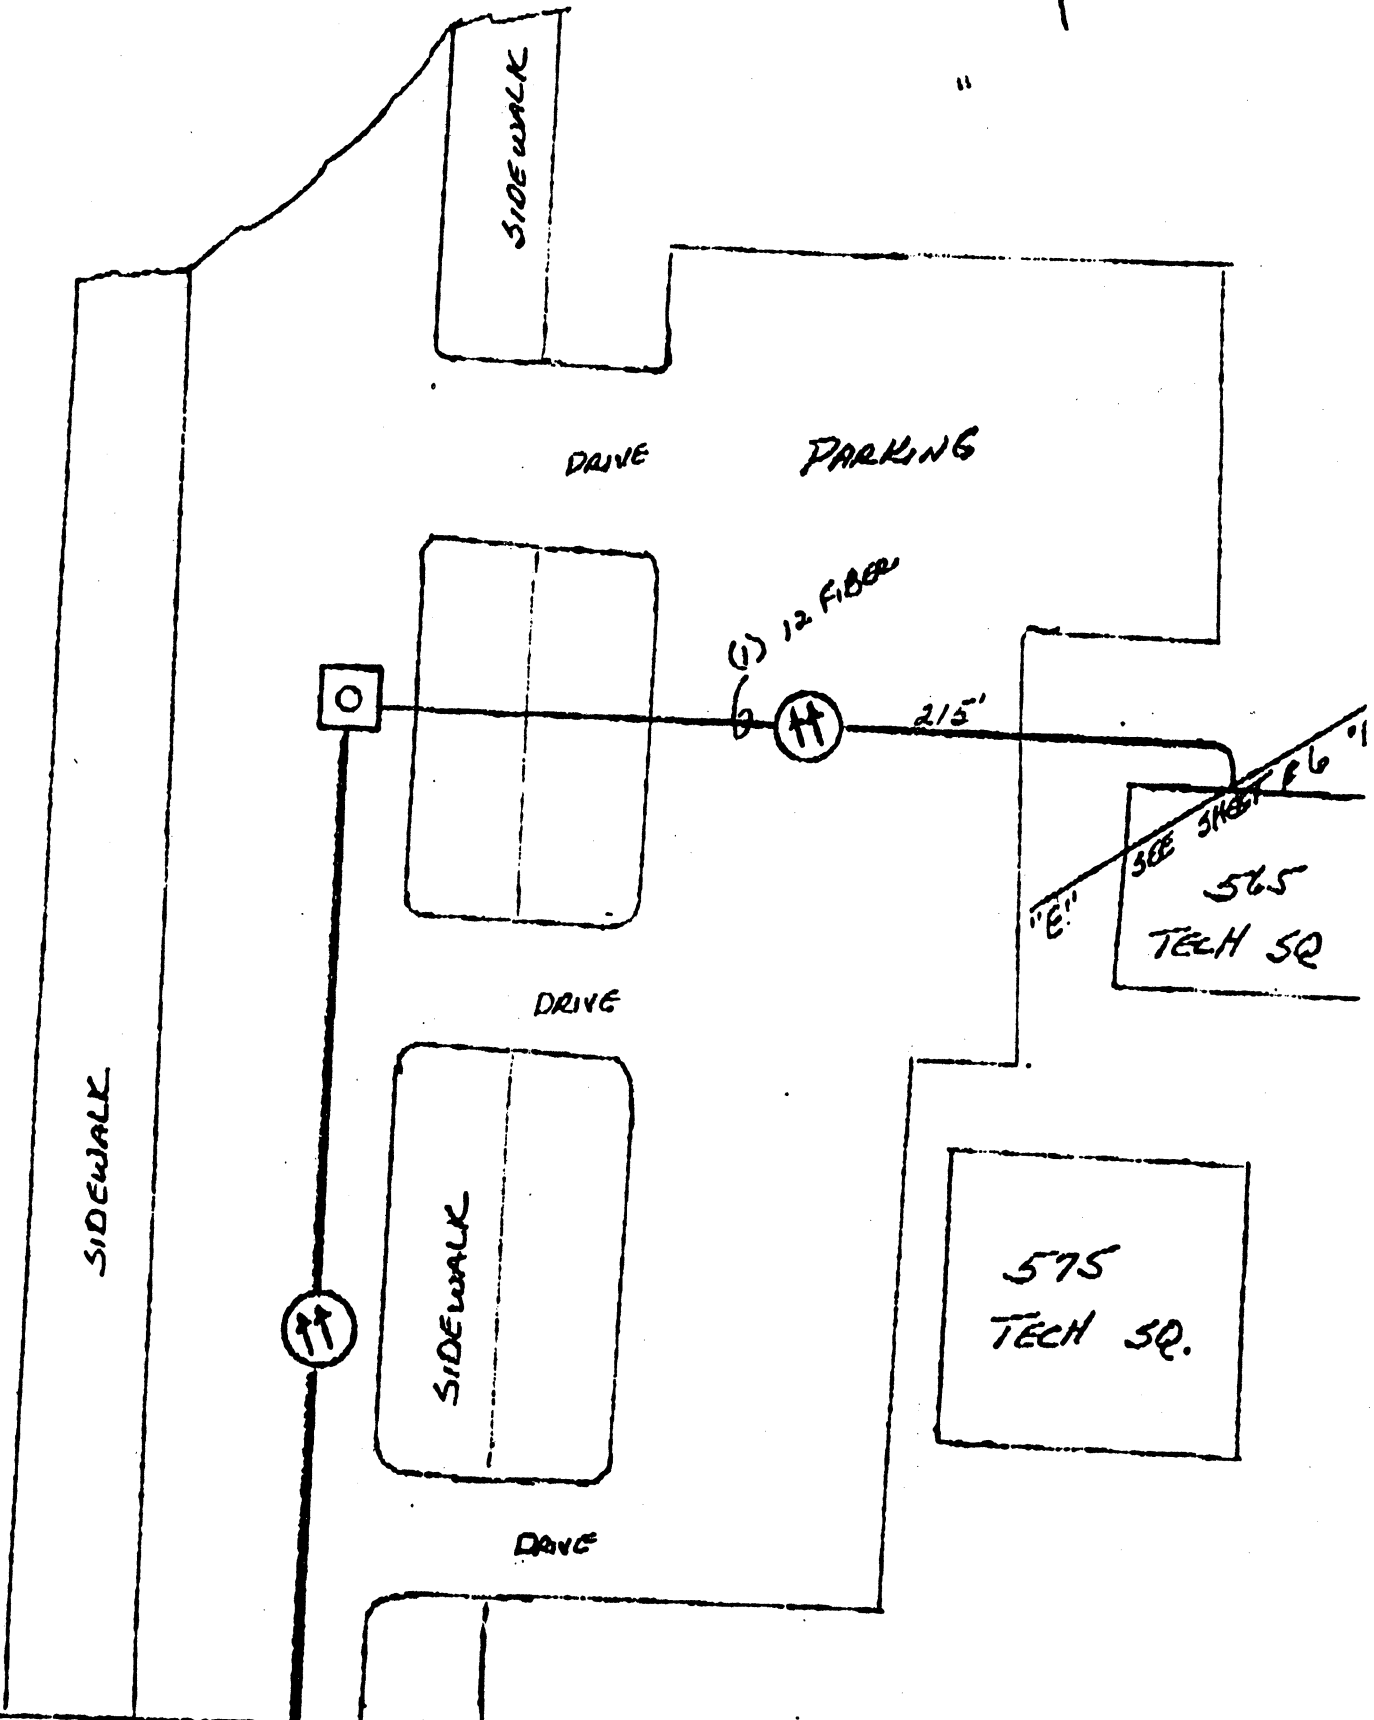 SIDEWALK
DRIVE
PARKING
(1) 12 FIBER
215'
SEE SHEET # 6
"E"
565
TECH SQ
DRIVE
SIDEWALK
SIDEWALK
575
TECH SQ.
DRIVE